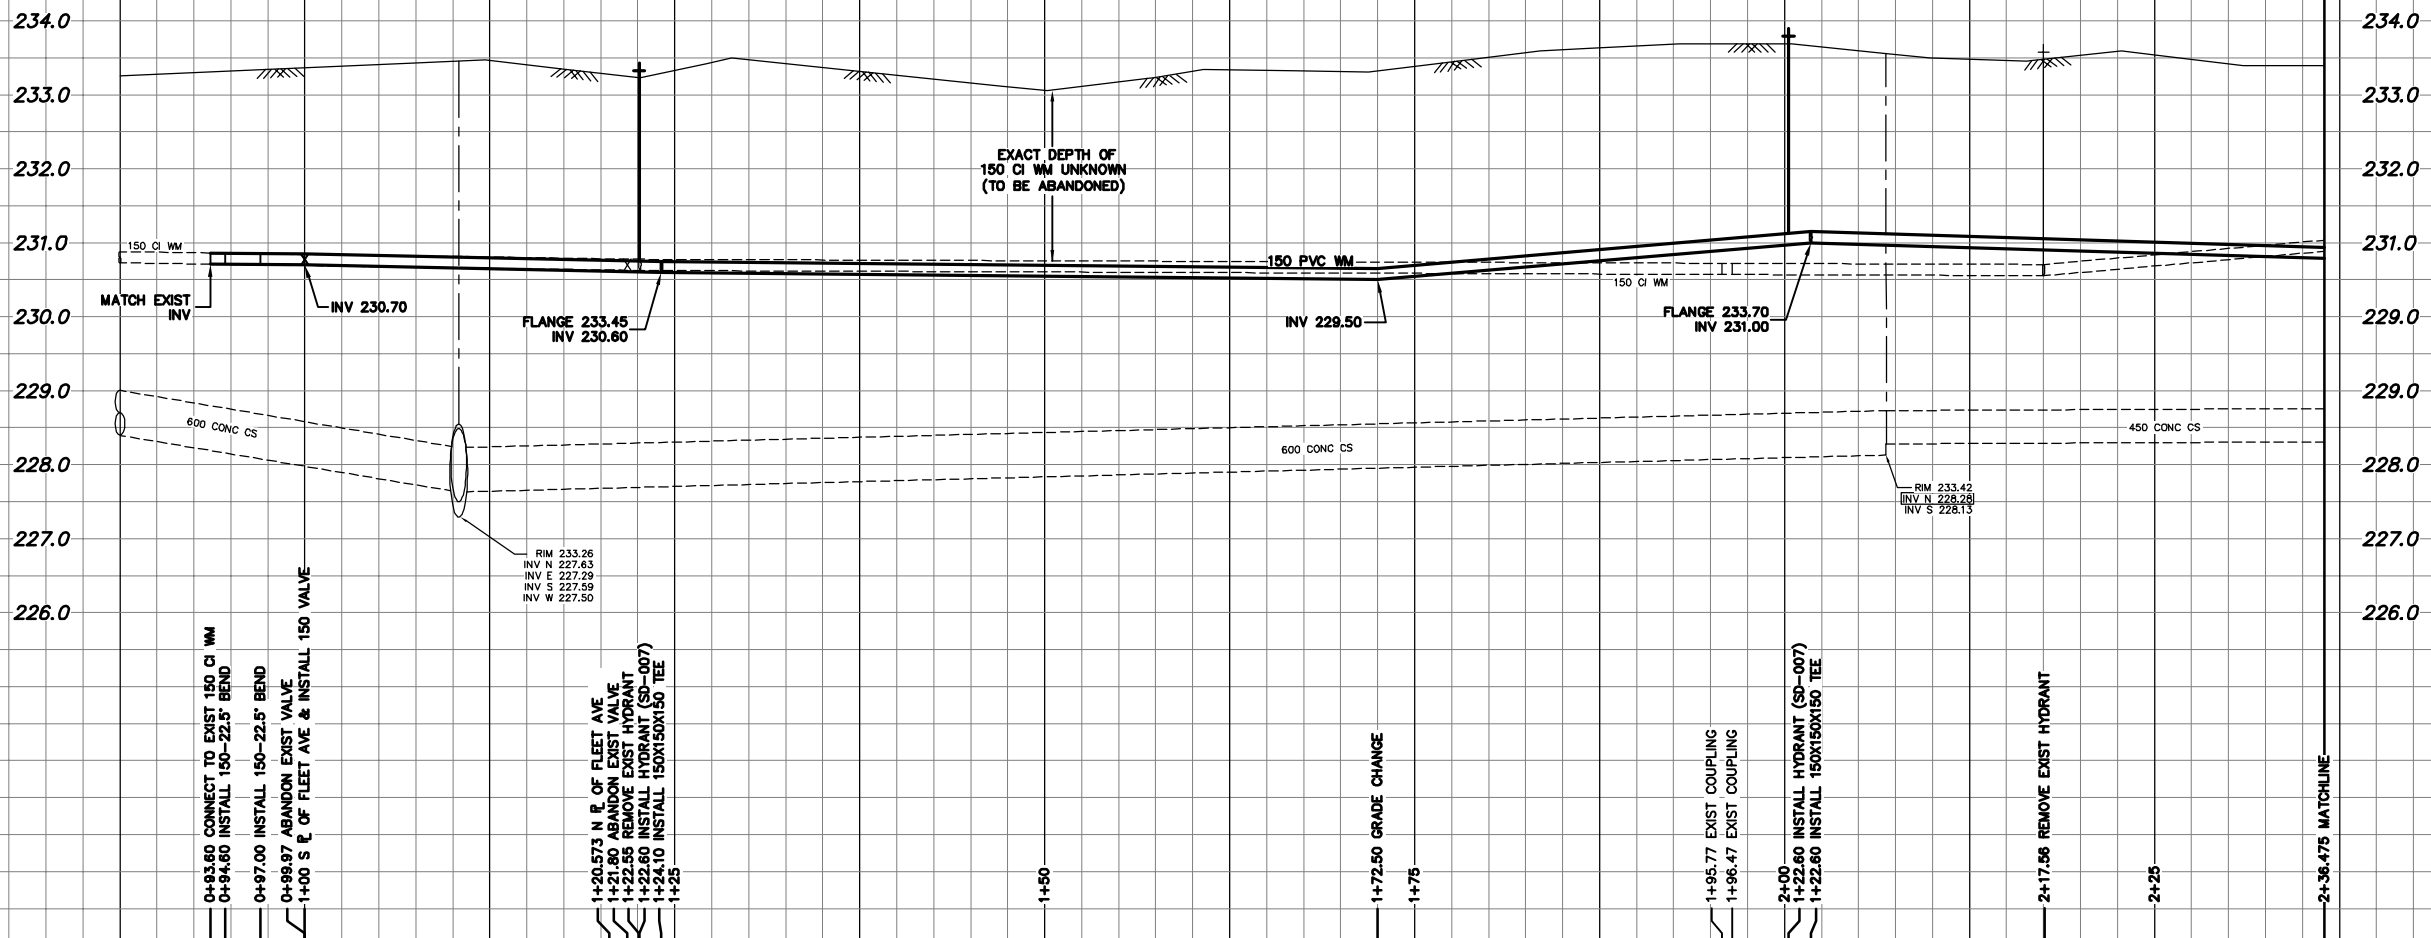 234.0
233.0
232.0
231.0
230.0
229.0
228.0
227.0
226.0
234.0
233.0
232.0
231.0
229.0
229.0
228.0
227.0
226.0
EXACT DEPTH OF
150 CI WM UNKNOWN
(TO BE ABANDONED)
150 CI WM
MATCH EXIST
INV
INV 230.70
FLANGE 233.45
INV 230.60
150 PVC WM
INV 229.50
150 CI WM
FLANGE 233.70
INV 231.00
600 CONC CS
600 CONC CS
450 CONC CS
RIM 233.42
INV N 228.28
INV S 228.13
RIM 233.26
INV N 227.63
INV E 227.29
INV S 227.59
INV W 227.50
0+93.60 CONNECT TO EXIST 150 CI WM
0+94.60 INSTALL 150-22.5° BEND
0+97.00 INSTALL 150-22.5° BEND
0+99.97 ABANDON EXIST VALVE
1+00 S PL OF FLEET AVE & INSTALL 150 VALVE
1+20.573 N PL OF FLEET AVE
1+21.80 ABANDON EXIST VALVE
1+22.55 REMOVE EXIST HYDRANT
1+22.60 INSTALL HYDRANT (SD-007)
1+24.10 INSTALL 150X150X150 TEE
1+25
1+50
1+72.50 GRADE CHANGE
1+75
1+95.77 EXIST COUPLING
1+96.47 EXIST COUPLING
2+00
1+22.60 INSTALL HYDRANT (SD-007)
1+22.60 INSTALL 150X150X150 TEE
2+17.56 REMOVE EXIST HYDRANT
2+25
2+36.475 MATCHLINE